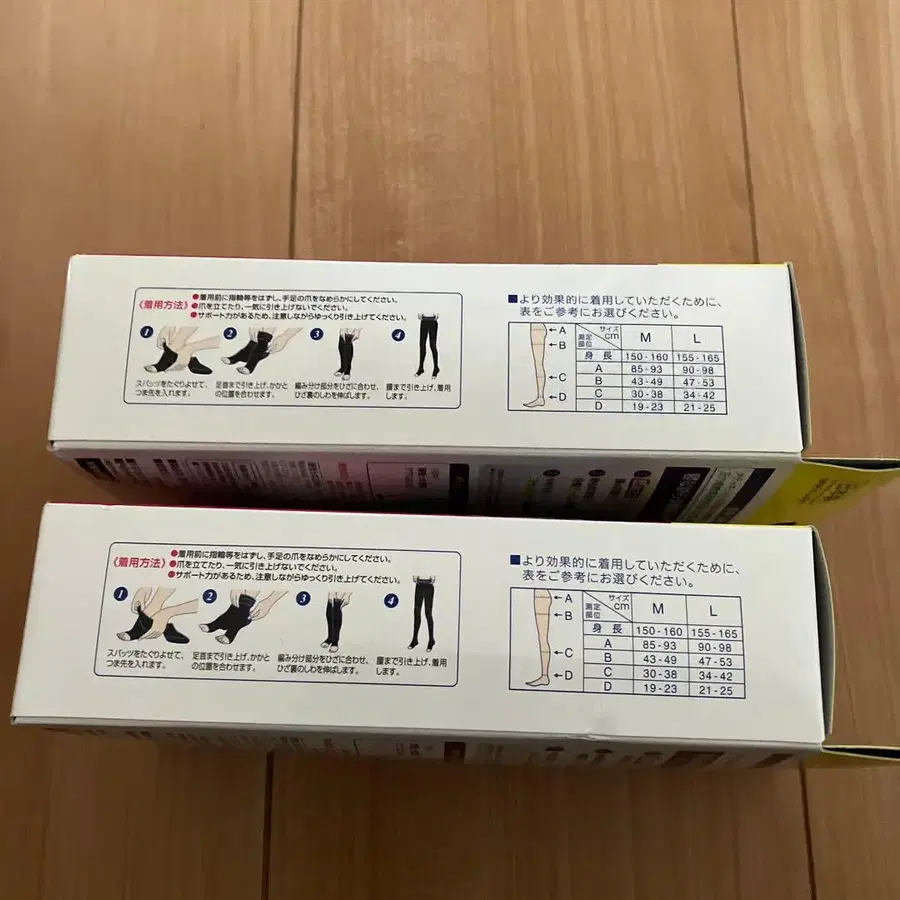 《着用方法》
●着用前に指輪等をはずし、手足の爪をなめらかにしてください。
●爪を立てたり、一気に引き上げないでください。
●サポート力があるため、注意しながらゆっくり引き上げてください。
1 2 3 4
スパッツをたぐりよせて、
つま先を入れます。
足首まで引き上げ、かかと
の位置を合わせます。
編み分け部分をひざに合わせ、
ひざ裏のしわを伸ばします。
腰まで引き上げ、着用
します。
■より効果的に着用していただくために、
表をご参考にお選びください。
A
B
C
D
測定部位 サイズcm M L
身長 150-160 155-165
A 85-93 90-98
B 43-49 47-53
C 30-38 34-42
D 19-23 21-25
《着用方法》
●着用前に指輪等をはずし、手足の爪をなめらかにしてください。
●爪を立てたり、一気に引き上げないでください。
●サポート力があるため、注意しながらゆっくり引き上げてください。
1 2 3 4
スパッツをたぐりよせて、
つま先を入れます。
足首まで引き上げ、かかと
の位置を合わせます。
編み分け部分をひざに合わせ、
ひざ裏のしわを伸ばします。
腰まで引き上げ、着用
します。
■より効果的に着用していただくために、
表をご参考にお選びください。
A
B
C
D
測定部位 サイズcm M L
身長 150-160 155-165
A 85-93 90-98
B 43-49 47-53
C 30-38 34-42
D 19-23 21-25